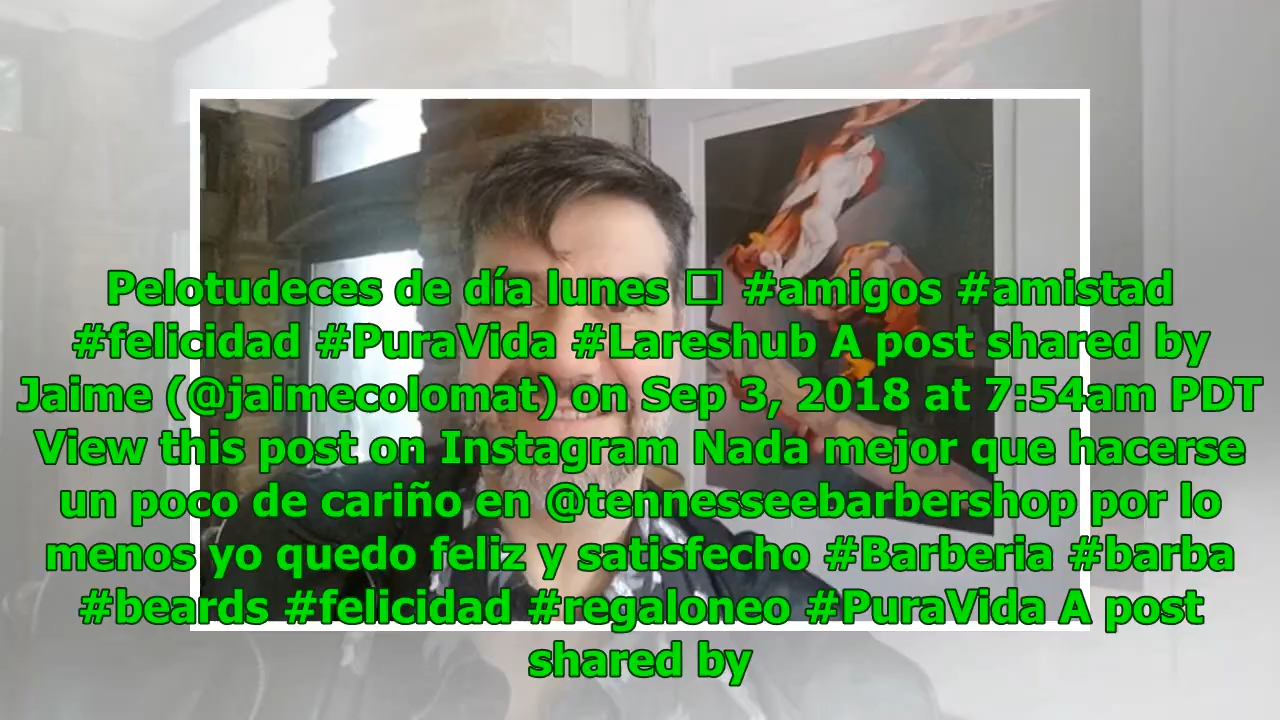 Pelotudeces de día lunes □ #amigos #amistad
#felicidad #PuraVida #Lareshub A post shared by
Jaime (@jaimecolomat) on Sep 3, 2018 at 7:54am PDT
View this post on Instagram Nada mejor que hacerse
un poco de cariño en @tennesseebarbershop por lo
menos yo quedo feliz y satisfecho #Barberia #barba
#beards #felicidad #regaloneo #PuraVida A post
shared by